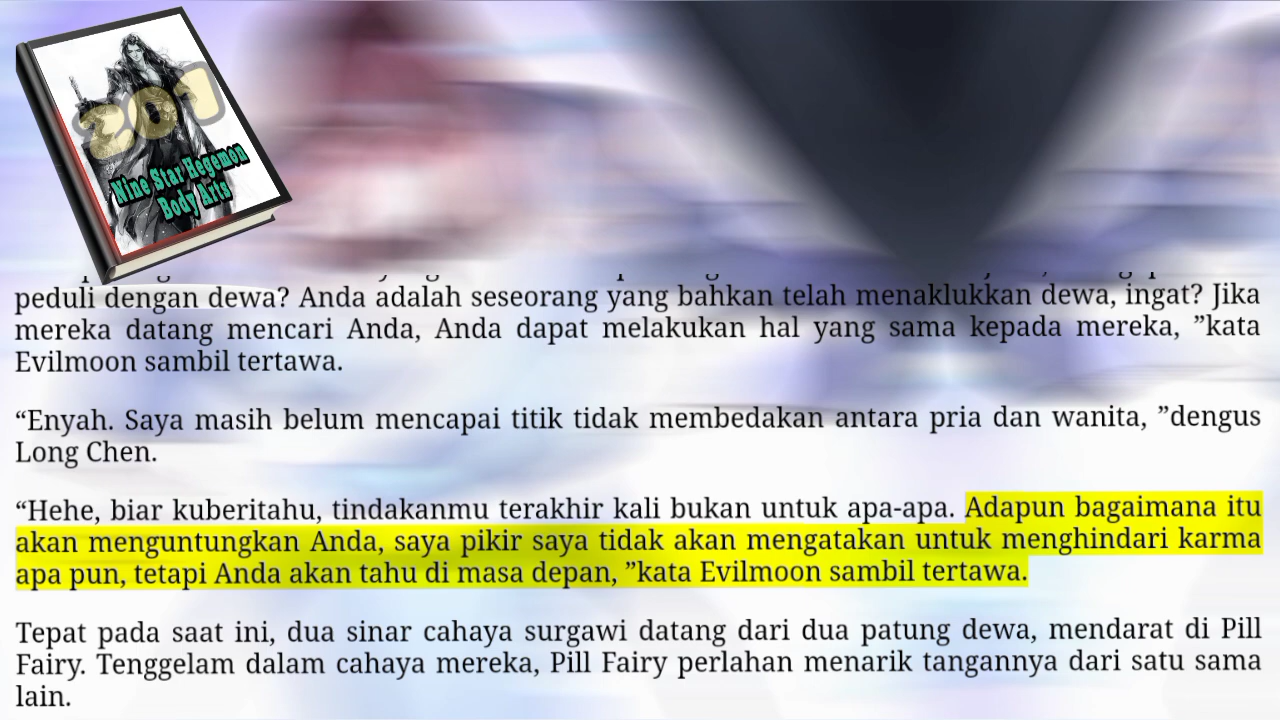 201
Nine Star Hegemon
Body Arts
peduli dengan dewa? Anda adalah seseorang yang bahkan telah menaklukkan dewa, ingat? Jika
mereka datang mencari Anda, Anda dapat melakukan hal yang sama kepada mereka, ”kata
Evilmoon sambil tertawa.
“Enyah. Saya masih belum mencapai titik tidak membedakan antara pria dan wanita, ”dengus
Long Chen.
“Hehe, biar kuberitahu, tindakanmu terakhir kali bukan untuk apa-apa. Adapun bagaimana itu
akan menguntungkan Anda, saya pikir saya tidak akan mengatakan untuk menghindari karma
apa pun, tetapi Anda akan tahu di masa depan, ”kata Evilmoon sambil tertawa.
Tepat pada saat ini, dua sinar cahaya surgawi datang dari dua patung dewa, mendarat di Pill
Fairy. Tenggelam dalam cahaya mereka, Pill Fairy perlahan menarik tangannya dari satu sama
lain.